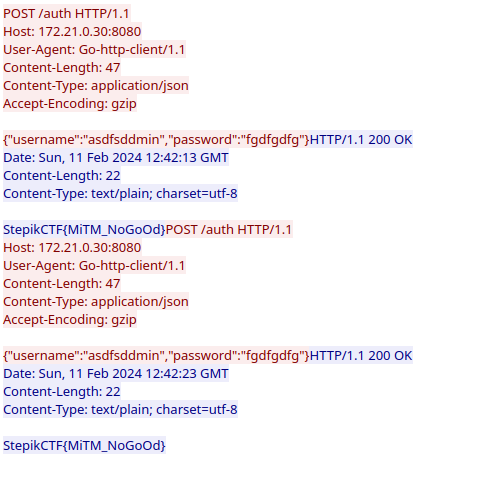 POST /auth HTTP/1.1
Host: 172.21.0.30:8080
User-Agent: Go-http-client/1.1
Content-Length: 47
Content-Type: application/json
Accept-Encoding: gzip

{"username":"asdfsddmin","password":"fgdfgdfg"}HTTP/1.1 200 OK
Date: Sun, 11 Feb 2024 12:42:13 GMT
Content-Length: 22
Content-Type: text/plain; charset=utf-8

StepikCTF{MiTM_NoGoOd}POST /auth HTTP/1.1
Host: 172.21.0.30:8080
User-Agent: Go-http-client/1.1
Content-Length: 47
Content-Type: application/json
Accept-Encoding: gzip

{"username":"asdfsddmin","password":"fgdfgdfg"}HTTP/1.1 200 OK
Date: Sun, 11 Feb 2024 12:42:23 GMT
Content-Length: 22
Content-Type: text/plain; charset=utf-8

StepikCTF{MiTM_NoGoOd}